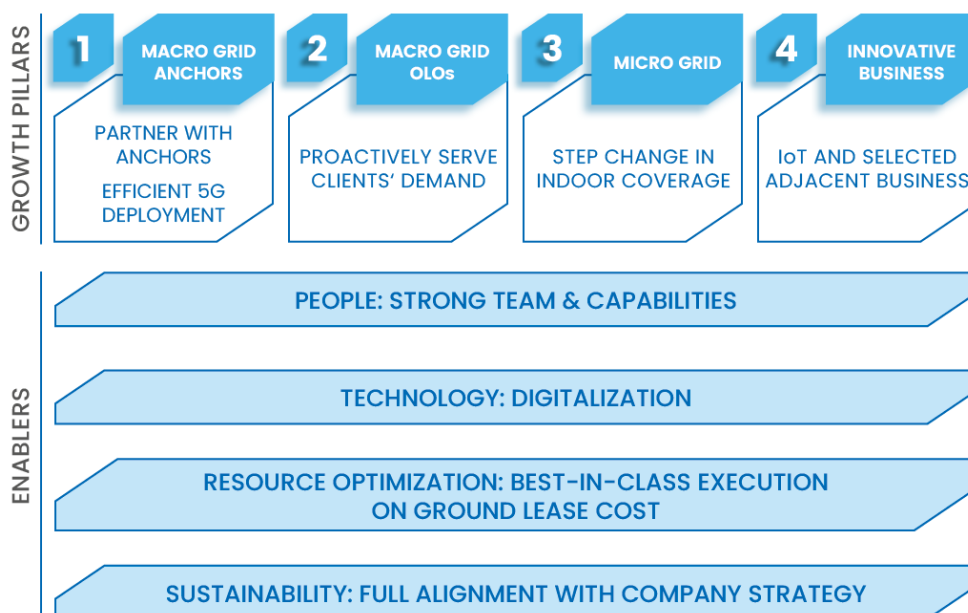 GROWTH PILLARS
1
MACRO GRID
ANCHORS
PARTNER WITH
ANCHORS
EFFICIENT 5G
DEPLOYMENT
2
MACRO GRID
OLOs
PROACTIVELY SERVE
CLIENTS' DEMAND
3
MICRO GRID
STEP CHANGE IN
INDOOR COVERAGE
4
INNOVATIVE
BUSINESS
IoT AND SELECTED
ADJACENT BUSINESS
ENABLERS
PEOPLE: STRONG TEAM & CAPABILITIES
TECHNOLOGY: DIGITALIZATION
RESOURCE OPTIMIZATION: BEST-IN-CLASS EXECUTION
ON GROUND LEASE COST
SUSTAINABILITY: FULL ALIGNMENT WITH COMPANY STRATEGY